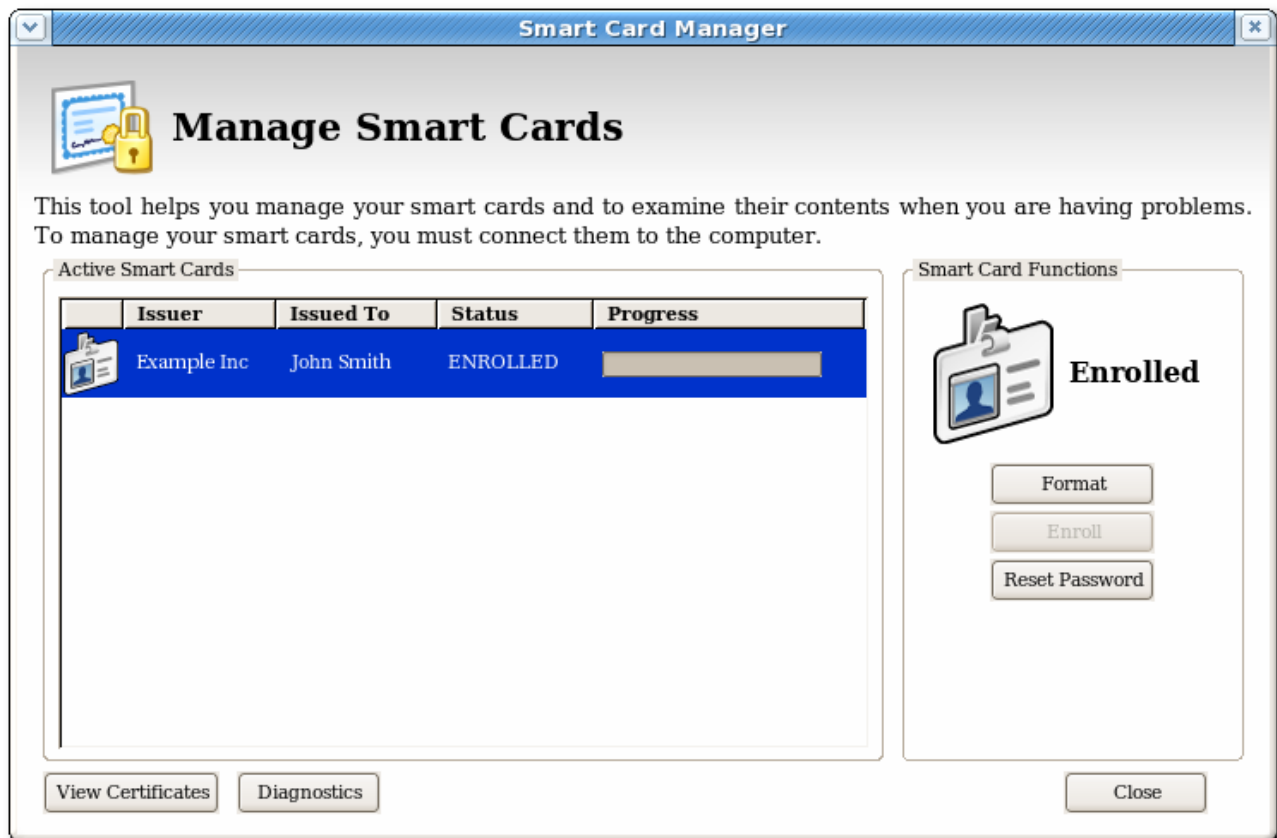 Smart Card Manager
Manage Smart Cards
This tool helps you manage your smart cards and to examine their contents when you are having problems.
To manage your smart cards, you must connect them to the computer.
Active Smart Cards
Issuer Issued To Status Progress
Example Inc John Smith ENROLLED
Smart Card Functions
Enrolled
Format
Enroll
Reset Password
View Certificates Diagnostics Close